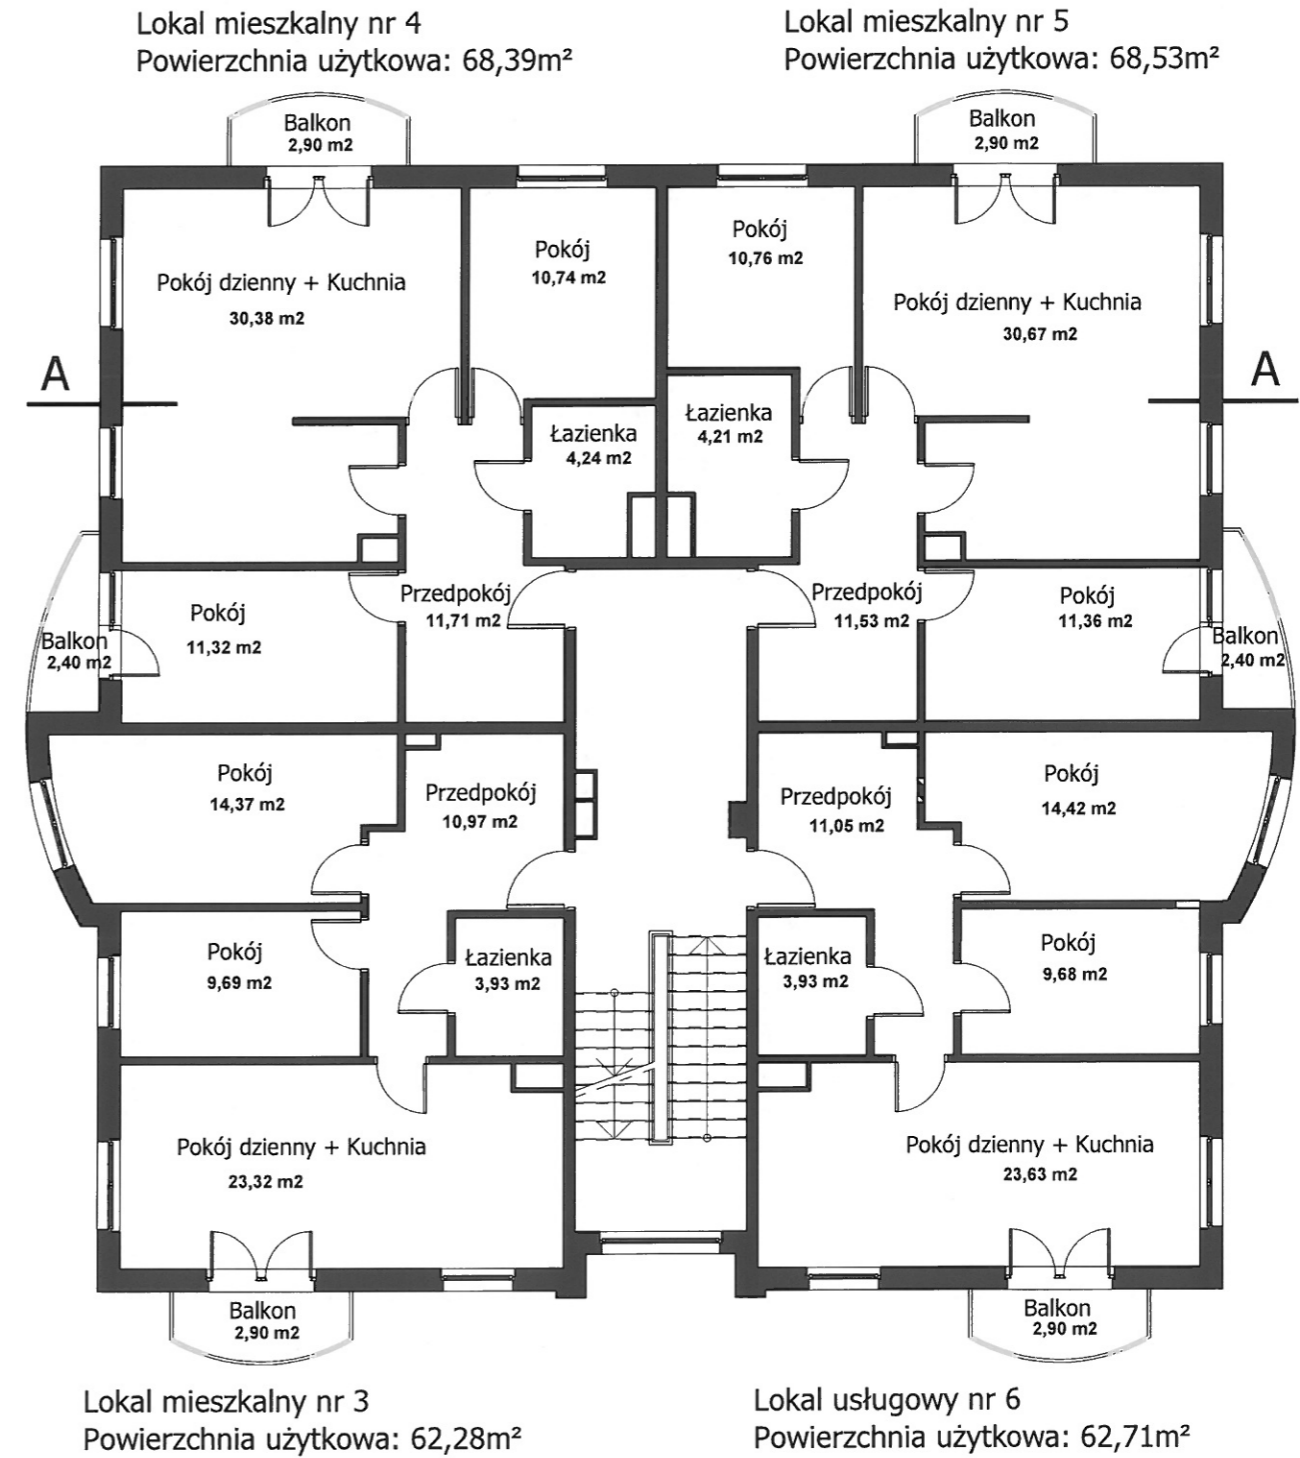 Lokal mieszkalny nr 4
Powierzchnia użytkowa: 68,39m²
Lokal mieszkalny nr 5
Powierzchnia użytkowa: 68,53m²
Balkon
2,90 m2
Balkon
2,90 m2
Pokój dzienny + Kuchnia
30,38 m2
Pokój
10,74 m2
Pokój
10,76 m2
Pokój dzienny + Kuchnia
30,67 m2
A
A
Łazienka
4,24 m2
Łazienka
4,21 m2
Balkon
2,40 m2
Pokój
11,32 m2
Przedpokój
11,71 m2
Przedpokój
11,53 m2
Pokój
11,36 m2
Balkon
2,40 m2
Pokój
14,37 m2
Przedpokój
10,97 m2
Przedpokój
11,05 m2
Pokój
14,42 m2
Pokój
9,69 m2
Łazienka
3,93 m2
Łazienka
3,93 m2
Pokój
9,68 m2
Pokój dzienny + Kuchnia
23,32 m2
Pokój dzienny + Kuchnia
23,63 m2
Balkon
2,90 m2
Balkon
2,90 m2
Lokal mieszkalny nr 3
Powierzchnia użytkowa: 62,28m²
Lokal usługowy nr 6
Powierzchnia użytkowa: 62,71m²